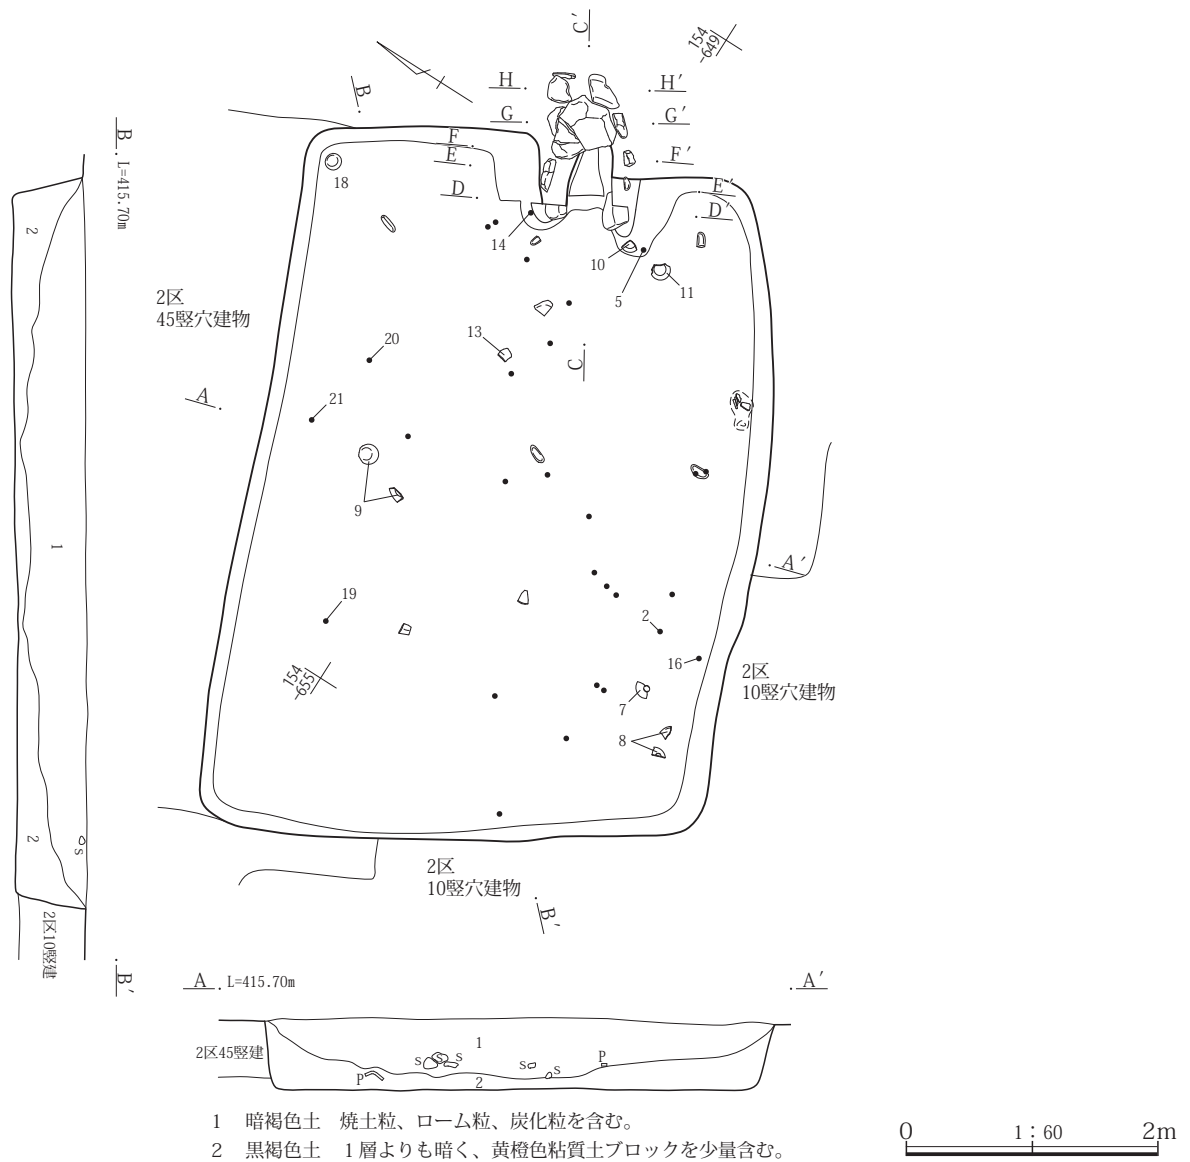 C′
154
-649
H
H′
G
G′
B
F
F′
E
E′
D
D′
18
14
10
5
11
B
L=415.70m
2
1
2
S
2区10竪建
B′
2区
45竪穴建物
20
13
C
A
21
9
19
154
-655
A′
2
16
7
8
2区
10竪穴建物
2区
10竪穴建物
B′
A
L=415.70m
A′
2区45竪建
1
S
S
S
S
S
P
P
2
1 暗褐色土 焼土粒、ローム粒、炭化粒を含む。
2 黒褐色土 1層よりも暗く、黄橙色粘質土ブロックを少量含む。
0 1：60 2m